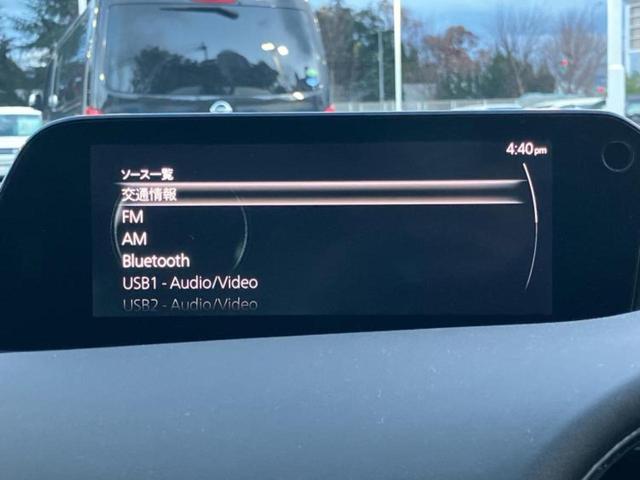 4:40pm
ソース一覧
交通情報
FM
AM
Bluetooth
USB1 - Audio/Video
USB2 - Audio/Video